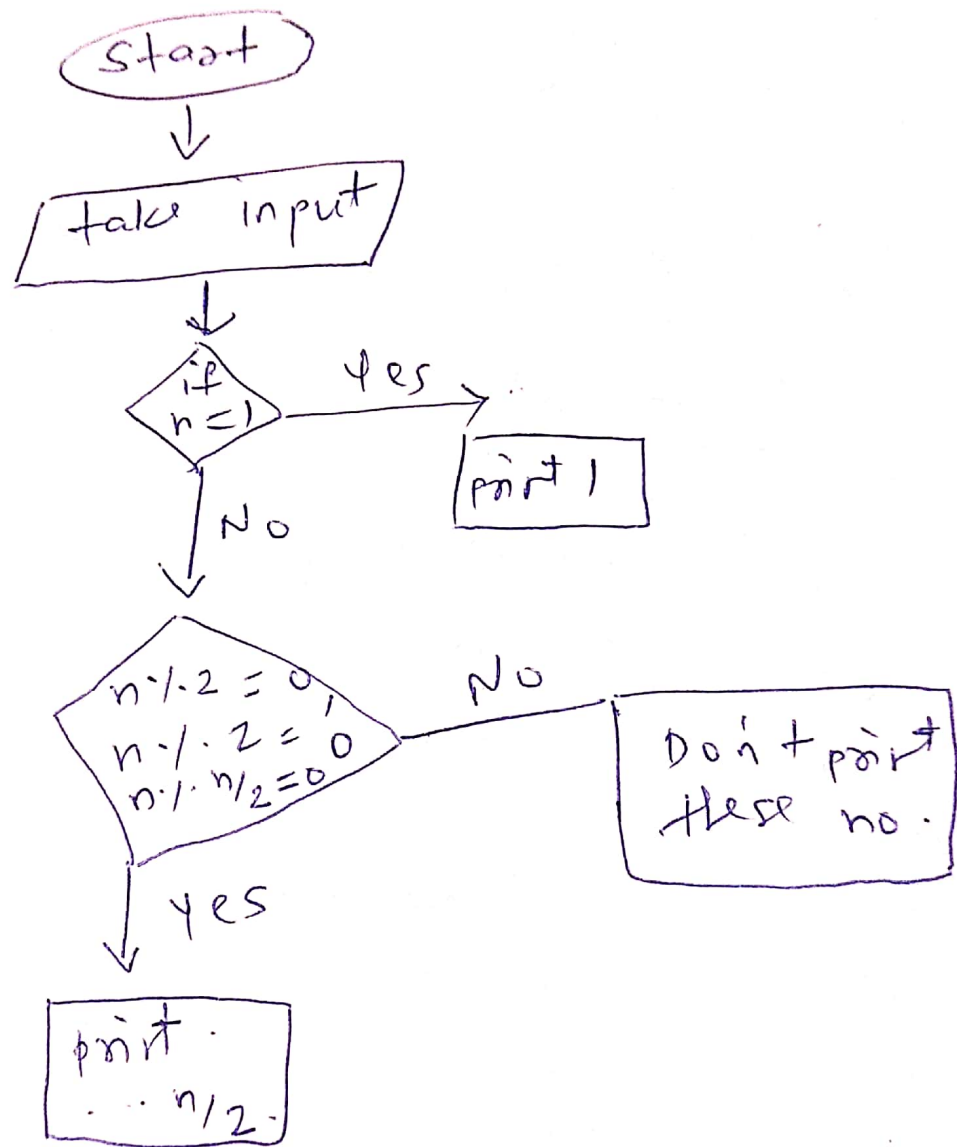 Start
take input
if
n=1
Yes
print 1
No
n%2=0,
n%2=0,
n%n/2=0
No
Don't print
these no.
yes
print.
... n/2.